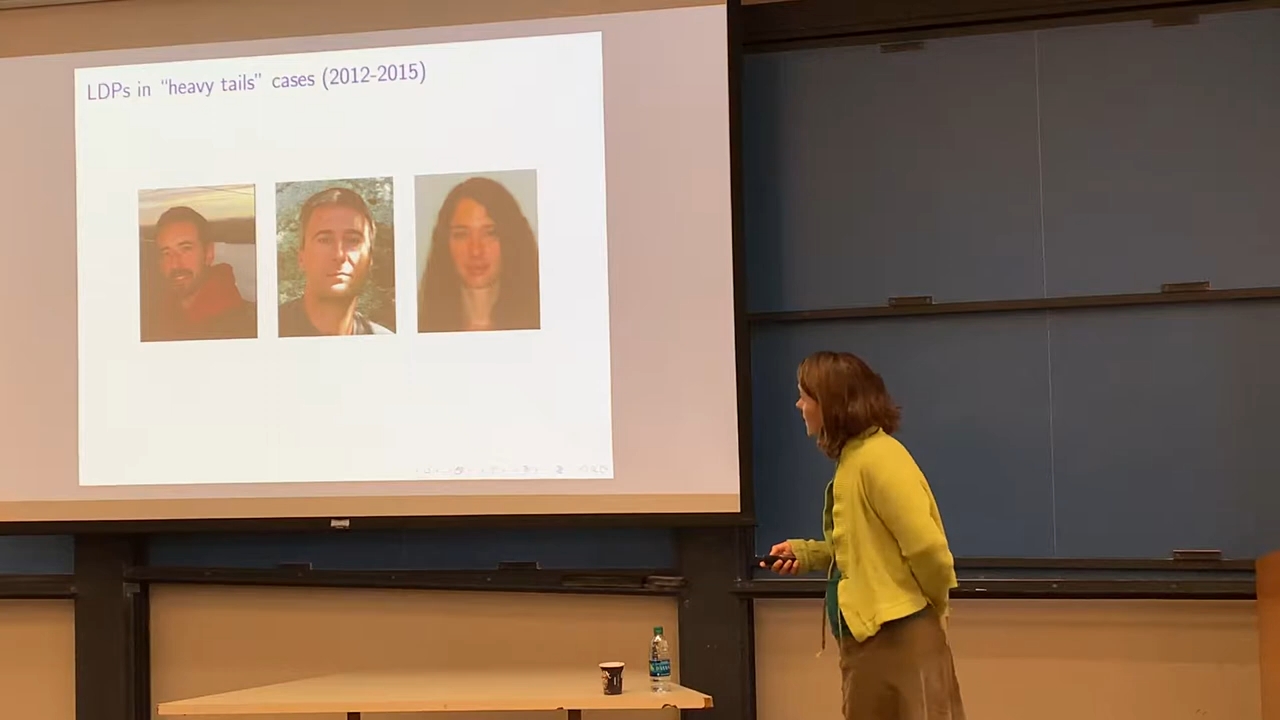 LDPs in “heavy tails” cases (2012-2015)